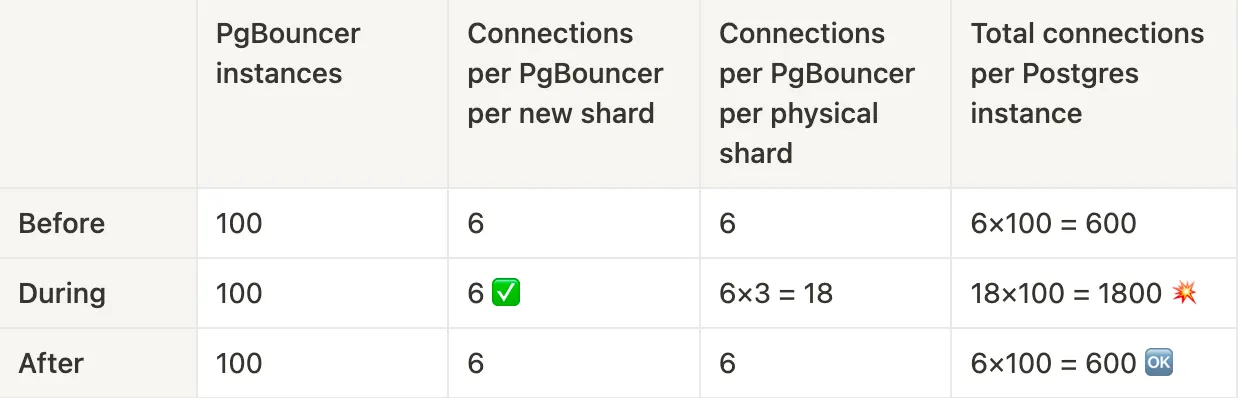 PgBouncer instances
Connections per PgBouncer per new shard
Connections per PgBouncer per physical shard
Total connections per Postgres instance
Before 100 6 6 6×100 = 600
During 100 6 ✅ 6×3 = 18 18×100 = 1800 💥
After 100 6 6 6×100 = 600 🆗